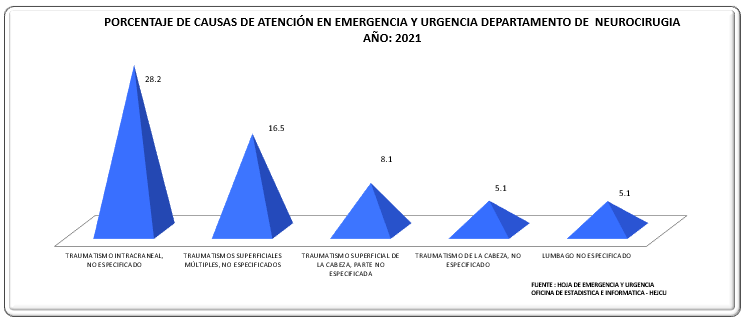 PORCENTAJE DE CAUSAS DE ATENCIÓN EN EMERGENCIA Y URGENCIA DEPARTAMENTO DE NEUROCIRUGIA
AÑO: 2021
28.2
16.5
8.1
5.1
5.1
TRAUMATISMO INTRACRANEAL,
NO ESPECIFICADO
TRAUMATISMOS SUPERFICIALES
MÚLTIPLES, NO ESPECIFICADOS
TRAUMATISMO SUPERFICIAL DE
LA CABEZA, PARTE NO
ESPECIFICADA
TRAUMATISMO DE LA CABEZA, NO
ESPECIFICADO
LUMBAGO NO ESPECIFICADO
FUENTE : HOJA DE EMERGENCIA Y URGENCIA
OFICINA DE ESTADISTICA E INFORMATICA - HEJCU